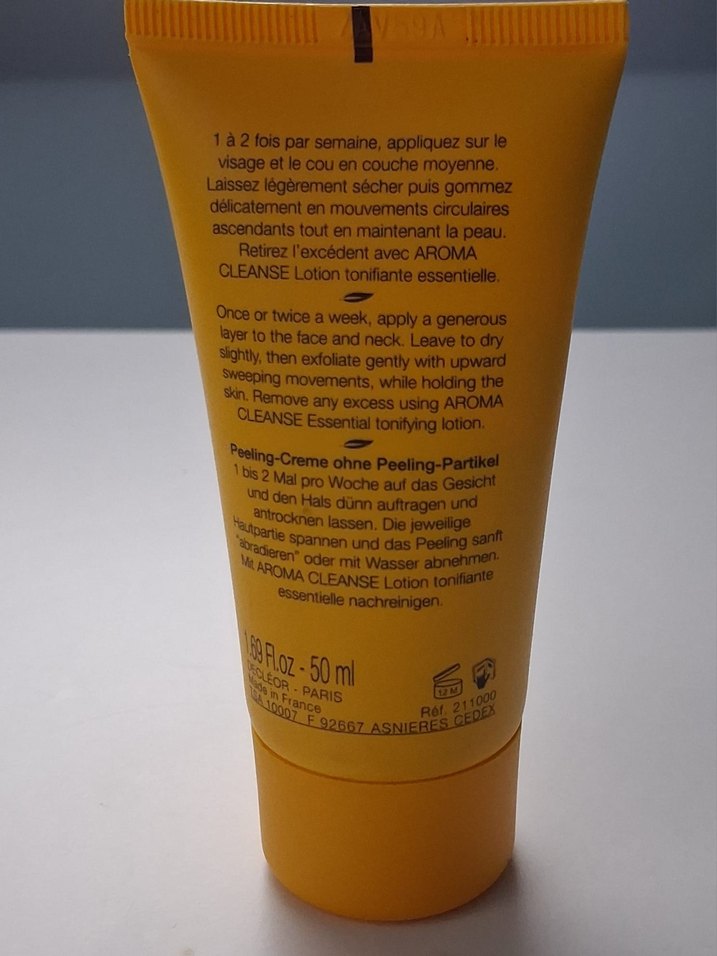 1 à 2 fois par semaine, appliquez sur le
visage et le cou en couche moyenne.
Laissez légèrement sécher puis gommez
délicatement en mouvements circulaires
ascendants tout en maintenant la peau.
Retirez l'excédent avec AROMA
CLEANSE Lotion tonifiante essentielle.
Once or twice a week, apply a generous
layer to the face and neck. Leave to dry
slightly, then exfoliate gently with upward
sweeping movements, while holding the
skin. Remove any excess using AROMA
CLEANSE Essential tonifying lotion.
Peeling-Creme ohne Peeling-Partikel
1 bis 2 Mal pro Woche auf das Gesicht
und den Hals dünn auftragen und
antrocknen lassen. Die jeweilige
Hautpartie spannen und das Peeling sanft
"abradieren" oder mit Wasser abnehmen.
Mit AROMA CLEANSE Lotion tonifiante
essentielle nachreinigen.
1.69 Fl.oz - 50 ml
DECLÉOR - PARIS
Made in France
12 M
Réf. 211000
TSA 10007 F 92667 ASNIERES CEDEX